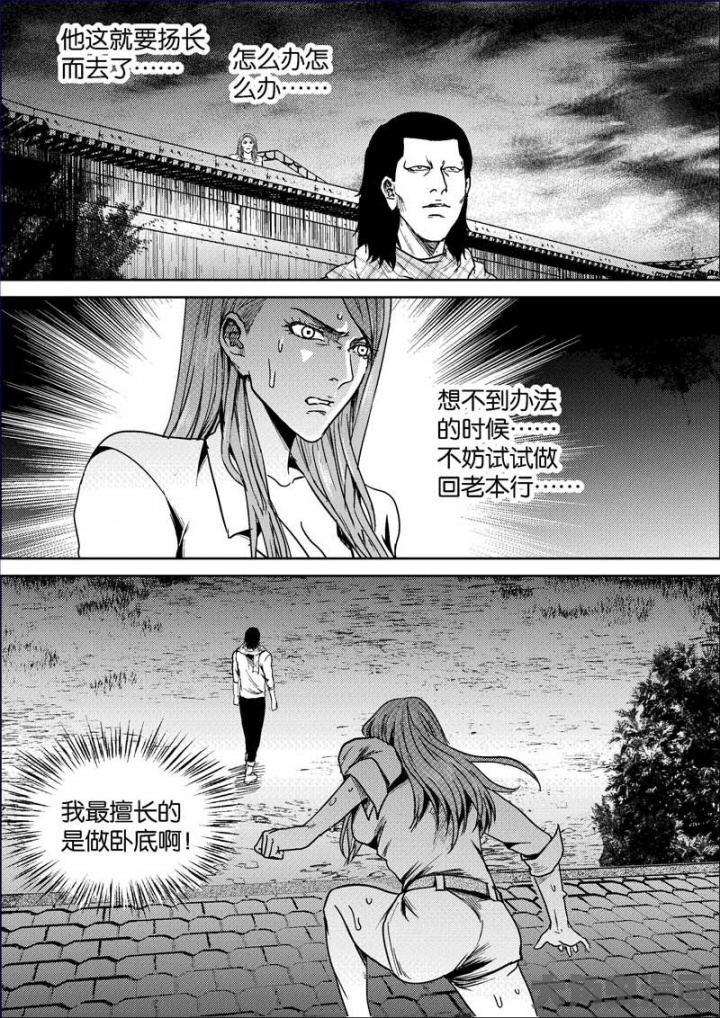 他这就要扬长
而去了……
怎么办怎
么办……
想不到办法
的时候……
不妨试试做
回老本行……
我最擅长的
是做卧底啊！